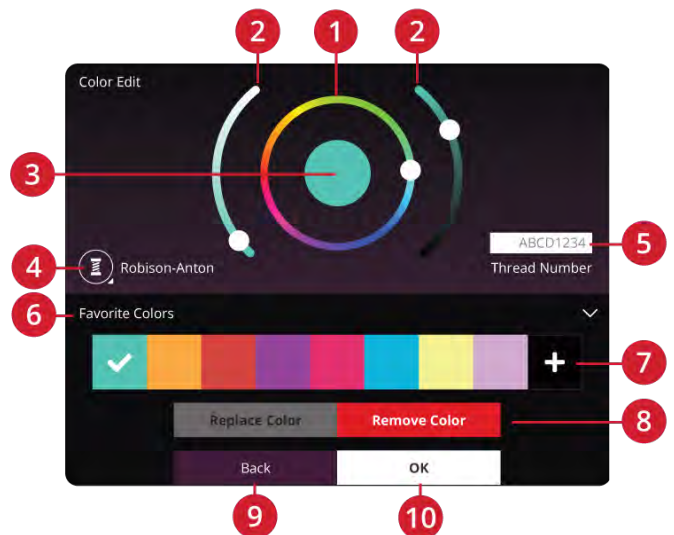 2 1 2
Color Edit
3
ABCD1234 5
4 Robison-Anton Thread Number
6 Favorite Colors
7
Replace Color Remove Color 8
Back OK
9 10